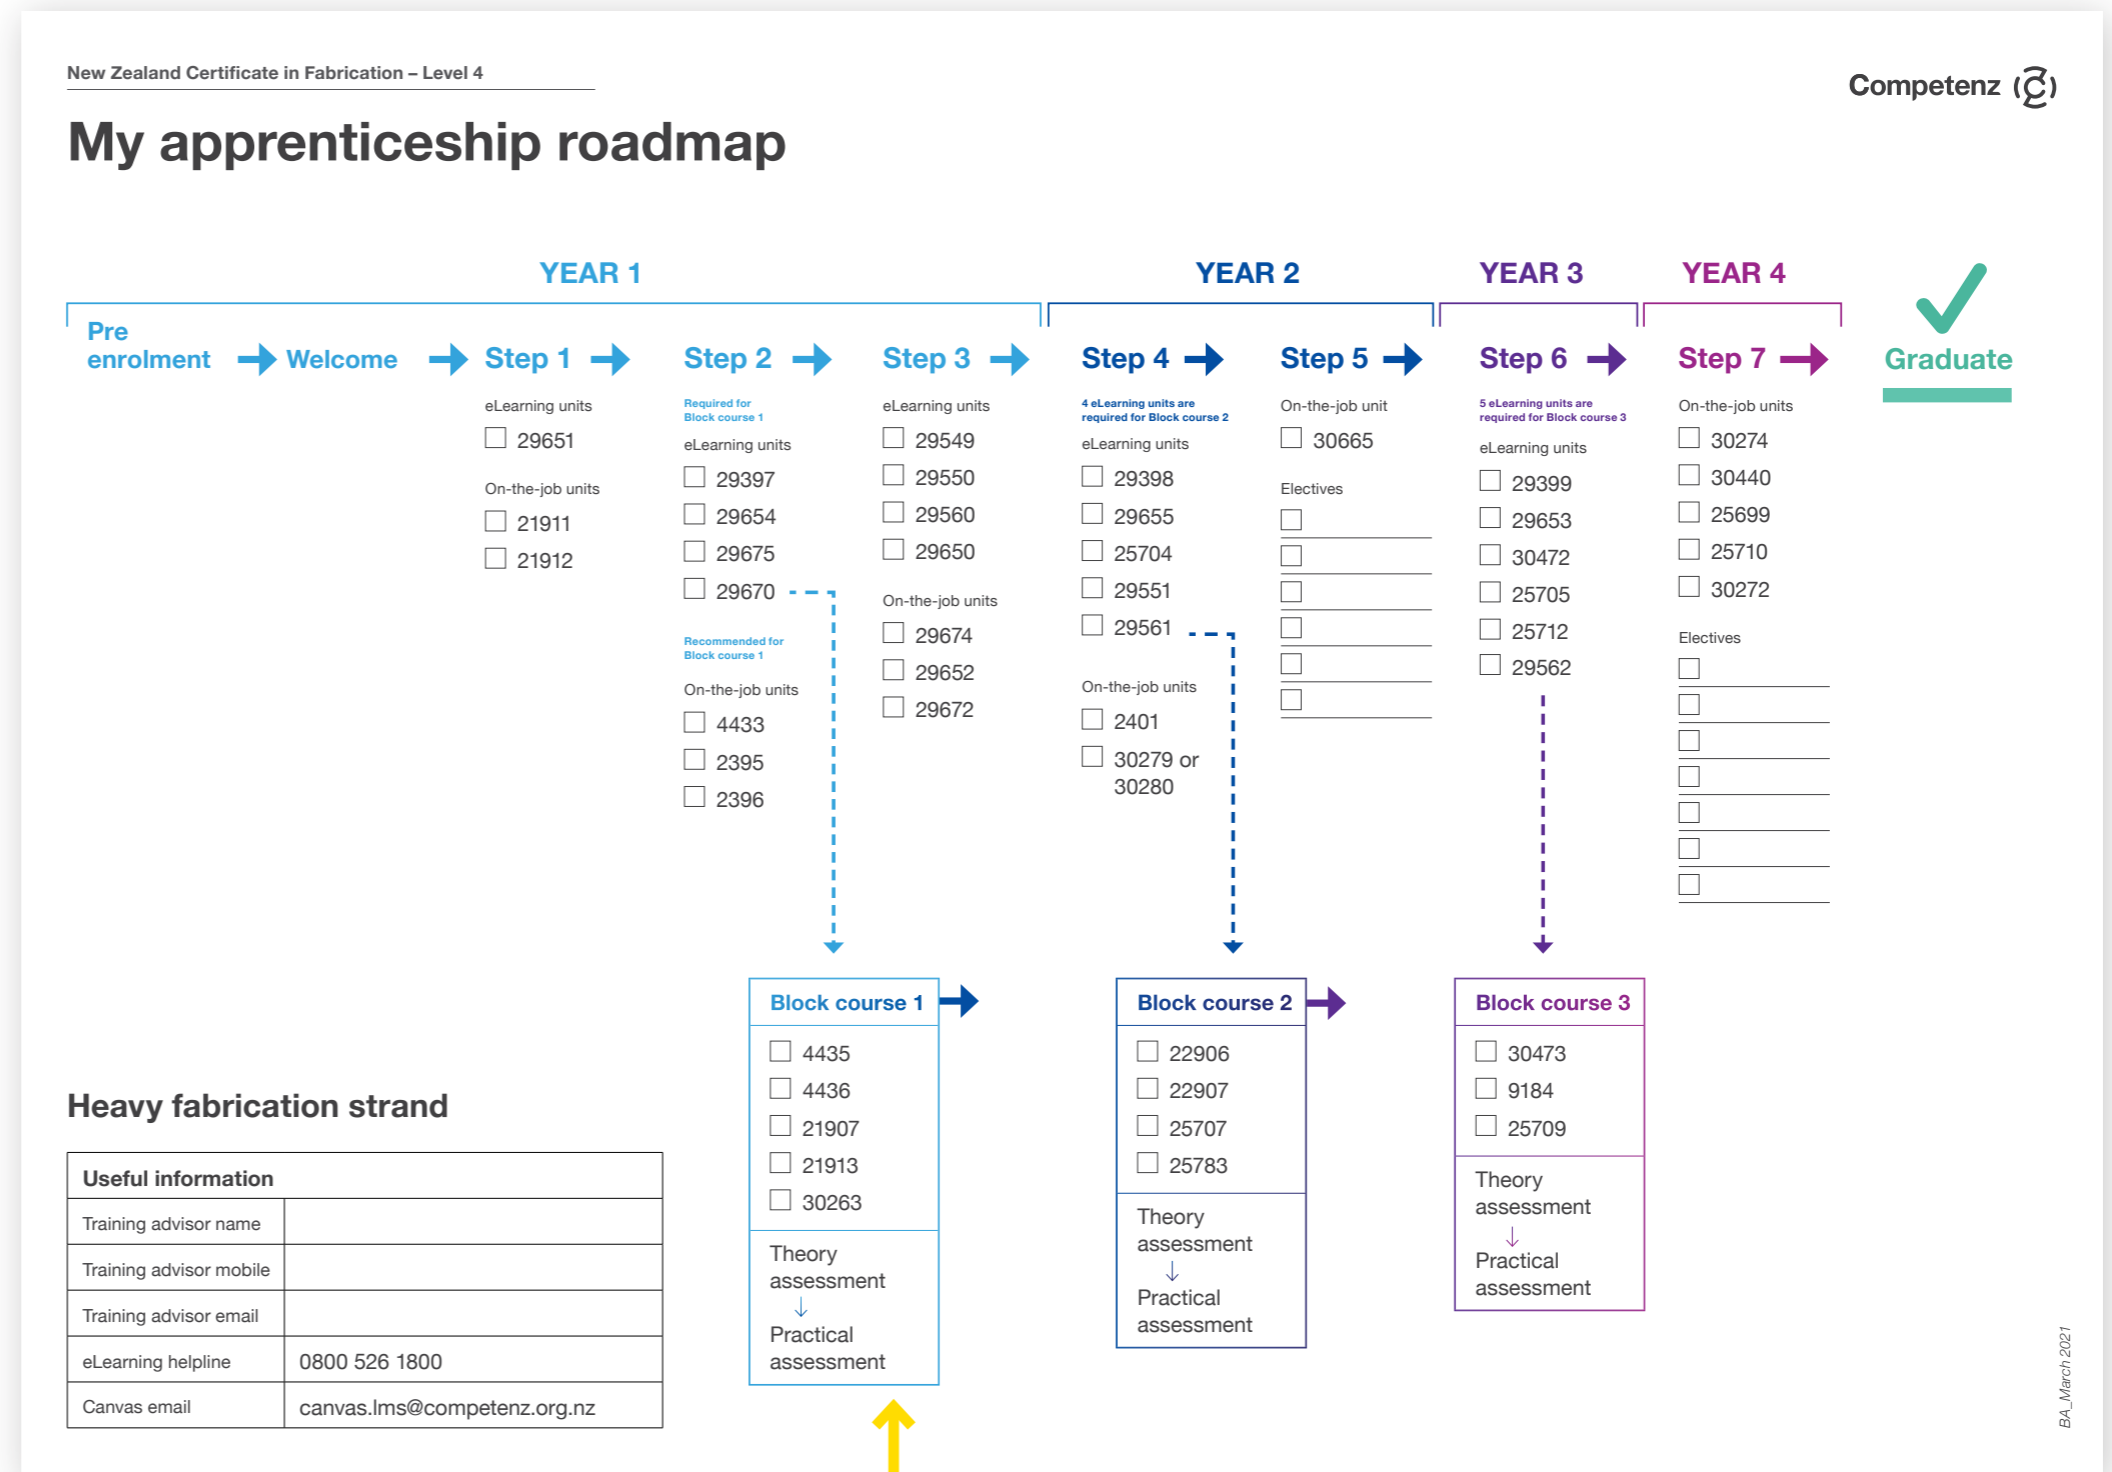 New Zealand Certificate in Fabrication – Level 4
Competenz
My apprenticeship roadmap
YEAR 1
YEAR 2
YEAR 3
YEAR 4
Pre
enrolment
Welcome
Step 1
eLearning units
29651
On-the-job units
21911
21912
Step 2
Required for
Block course 1
eLearning units
29397
29654
29675
29670
Recommended for
Block course 1
On-the-job units
4433
2395
2396
Step 3
eLearning units
29549
29550
29560
29650
On-the-job units
29674
29652
29672
Step 4
4 eLearning units are
required for Block course 2
eLearning units
29398
29655
25704
29551
29561
On-the-job units
2401
30279 or
30280
Step 5
On-the-job unit
30665
Electives
Step 6
5 eLearning units are
required for Block course 3
eLearning units
29399
29653
30472
25705
25712
29562
Step 7
On-the-job units
30274
30440
25699
25710
30272
Electives
Graduate
Block course 1
4435
4436
21907
21913
30263
Theory
assessment
Practical
assessment
Block course 2
22906
22907
25707
25783
Theory
assessment
Practical
assessment
Block course 3
30473
9184
25709
Theory
assessment
Practical
assessment
Heavy fabrication strand
Useful information
Training advisor name
Training advisor mobile
Training advisor email
eLearning helpline 0800 526 1800
Canvas email canvas.lms@competenz.org.nz
BA_March 2021